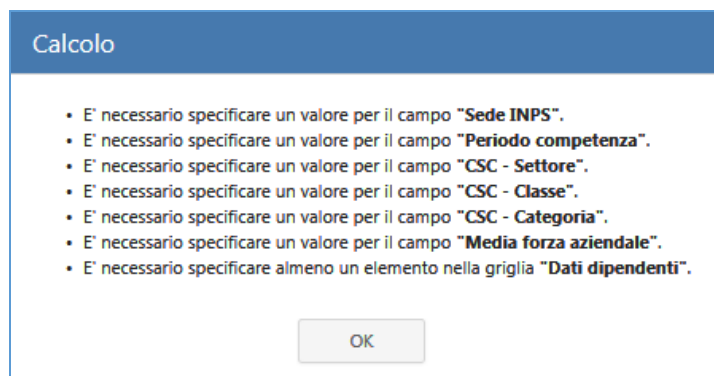 Calcolo
• E' necessario specificare un valore per il campo "Sede INPS".
• E' necessario specificare un valore per il campo "Periodo competenza".
• E' necessario specificare un valore per il campo "CSC - Settore".
• E' necessario specificare un valore per il campo "CSC - Classe".
• E' necessario specificare un valore per il campo "CSC - Categoria".
• E' necessario specificare un valore per il campo "Media forza aziendale".
• E' necessario specificare almeno un elemento nella griglia "Dati dipendenti".
OK